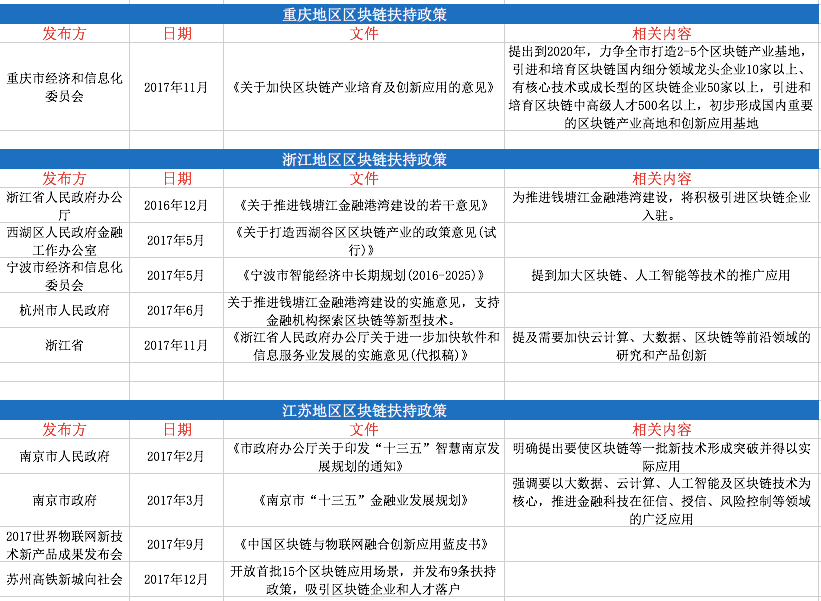 重庆地区区块链扶持政策
发布方 日期 文件 相关内容
重庆市经济和信息化
委员会
2017年11月
《关于加快区块链产业培育及创新应用的意见》
提出到2020年，力争全市打造2-5个区块链产业基地，
引进和培育区块链国内细分领域龙头企业10家以上、
有核心技术或成长型的区块链企业50家以上，引进和
培育区块链中高级人才500名以上，初步形成国内重要
的区块链产业高地和创新应用基地
浙江地区区块链扶持政策
发布方 日期 文件 相关内容
浙江省人民政府办公
厅
2016年12月
《关于推进钱塘江金融港湾建设的若干意见》
为推进钱塘江金融港湾建设，将积极引进区块链企业
入驻。
西湖区人民政府金融
工作办公室
2017年5月
《关于打造西湖谷区区块链产业的政策意见(试
行)》
宁波市经济和信息化
委员会
2017年5月
《宁波市智能经济中长期规划(2016-2025)》
提到加大区块链、人工智能等技术的推广应用
杭州市人民政府
2017年6月
关于推进钱塘江金融港湾建设的实施意见，支持
金融机构探索区块链等新型技术。
浙江省
2017年11月
《浙江省人民政府办公厅关于进一步加快软件和
信息服务业发展的实施意见(代拟稿)》
提及需要加快云计算、大数据、区块链等前沿领域的
研究和产品创新
江苏地区区块链扶持政策
发布方 日期 文件 相关内容
南京市人民政府
2017年2月
《市政府办公厅关于印发“十三五”智慧南京发
展规划的通知》
明确提出要使区块链等一批新技术形成突破并得以实
际应用
南京市政府
2017年3月
《南京市“十三五”金融业发展规划》
强调要以大数据、云计算、人工智能及区块链技术为
核心，推进金融科技在征信、授信、风险控制等领域
的广泛应用
2017世界物联网新技
术新产品成果发布会
2017年9月
《中国区块链与物联网融合创新应用蓝皮书》
苏州高铁新城向社会
2017年12月
开放首批15个区块链应用场景，并发布9条扶持
政策，吸引区块链企业和人才落户